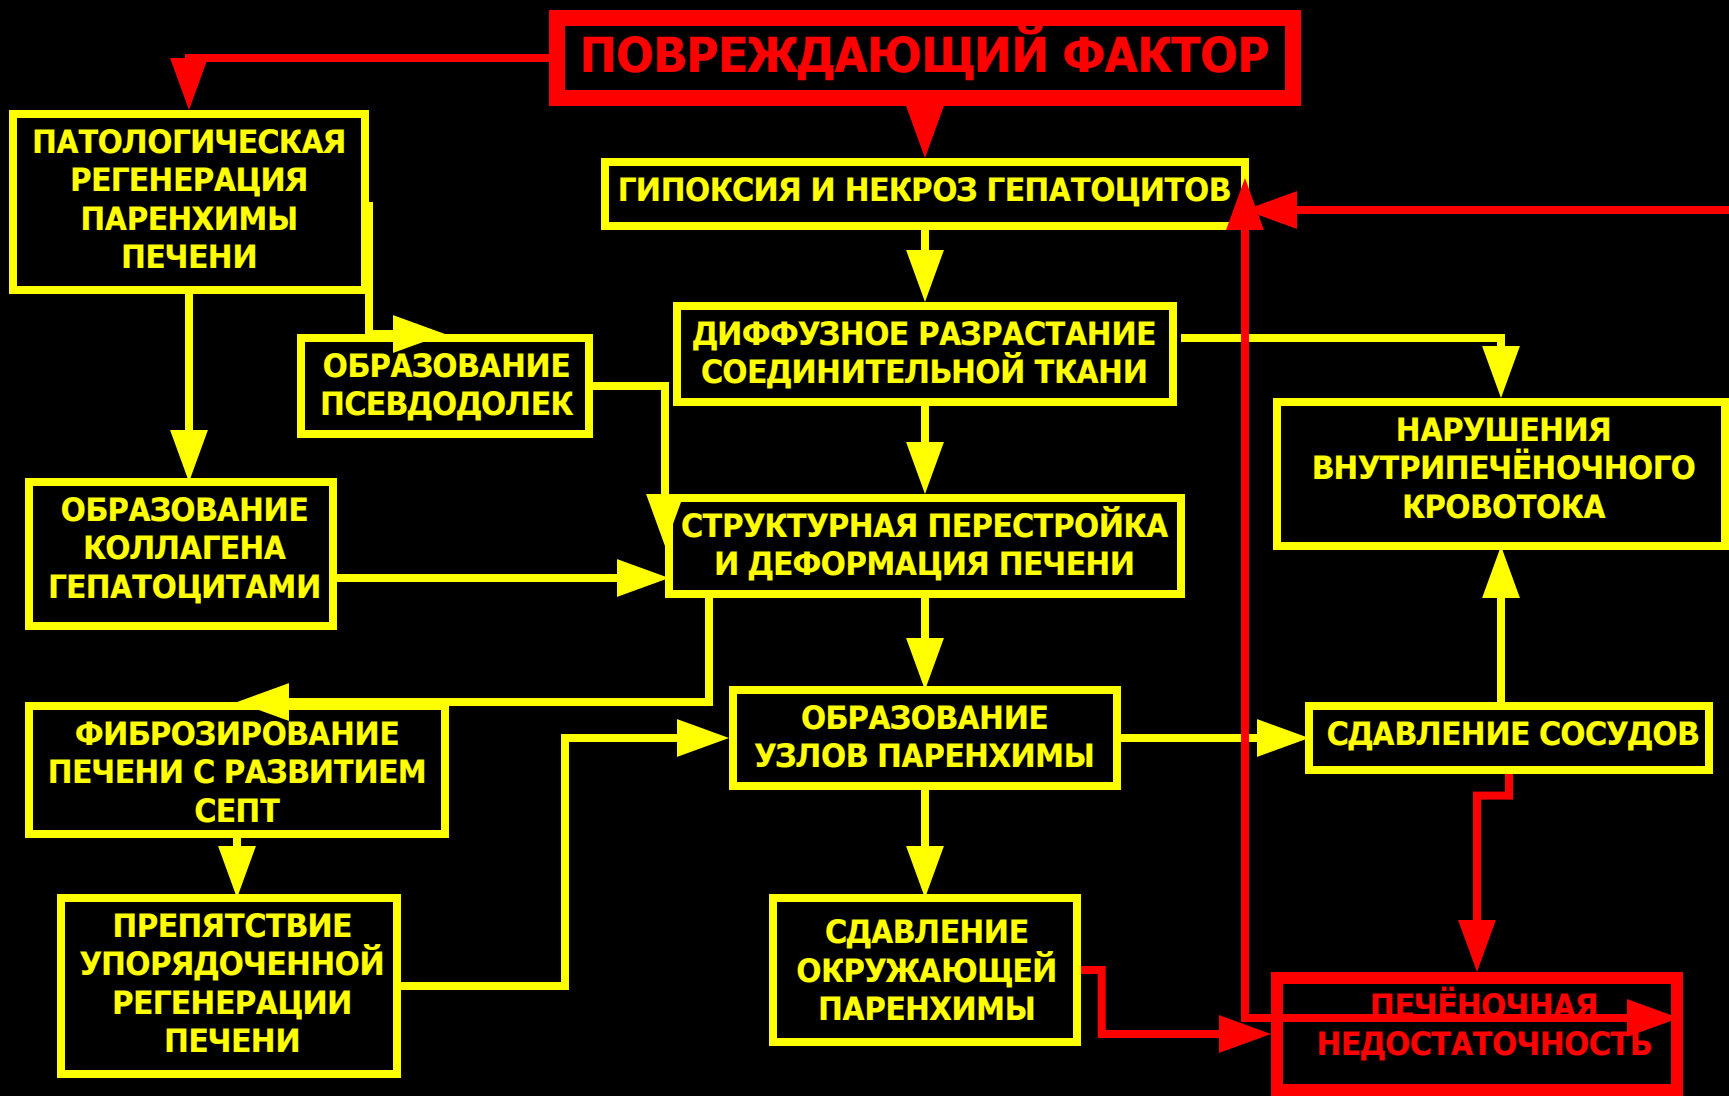 ПОВРЕЖДАЮЩИЙ ФАКТОР
ПАТОЛОГИЧЕСКАЯ
РЕГЕНЕРАЦИЯ
ПАРЕНХИМЫ
ПЕЧЕНИ
ГИПОКСИЯ И НЕКРОЗ ГЕПАТОЦИТОВ
ОБРАЗОВАНИЕ
ПСЕВДОДОЛЕК
ДИФФУЗНОЕ РАЗРАСТАНИЕ
СОЕДИНИТЕЛЬНОЙ ТКАНИ
НАРУШЕНИЯ
ВНУТРИПЕЧЁНОЧНОГО
КРОВОТОКА
ОБРАЗОВАНИЕ
КОЛЛАГЕНА
ГЕПАТОЦИТАМИ
СТРУКТУРНАЯ ПЕРЕСТРОЙКА
И ДЕФОРМАЦИЯ ПЕЧЕНИ
ФИБРОЗИРОВАНИЕ
ПЕЧЕНИ С РАЗВИТИЕМ
СЕПТ
ОБРАЗОВАНИЕ
УЗЛОВ ПАРЕНХИМЫ
СДАВЛЕНИЕ СОСУДОВ
ПРЕПЯТСТВИЕ
УПОРЯДОЧЕННОЙ
РЕГЕНЕРАЦИИ
ПЕЧЕНИ
СДАВЛЕНИЕ
ОКРУЖАЮЩЕЙ
ПАРЕНХИМЫ
ПЕЧЁНОЧНАЯ
НЕДОСТАТОЧНОСТЬ